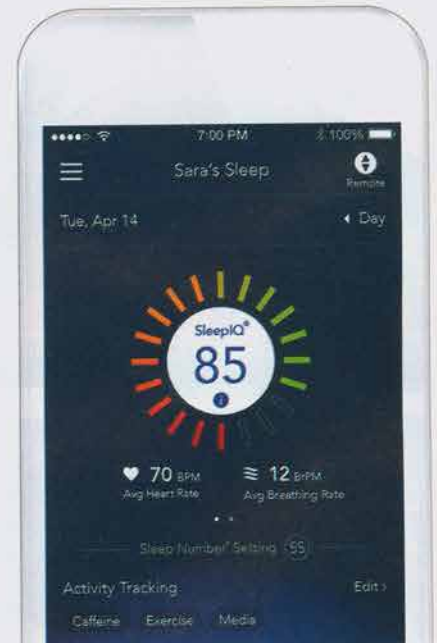 7:00 PM 100%
Sara's Sleep
Remote
Tue, Apr 14 Day
SleepIQ®
85
70 BPM 12 BrPM
Avg Heart Rate Avg Breathing Rate
Sleep Number® Setting 55
Activity Tracking Edit
Caffeine Exercise Media